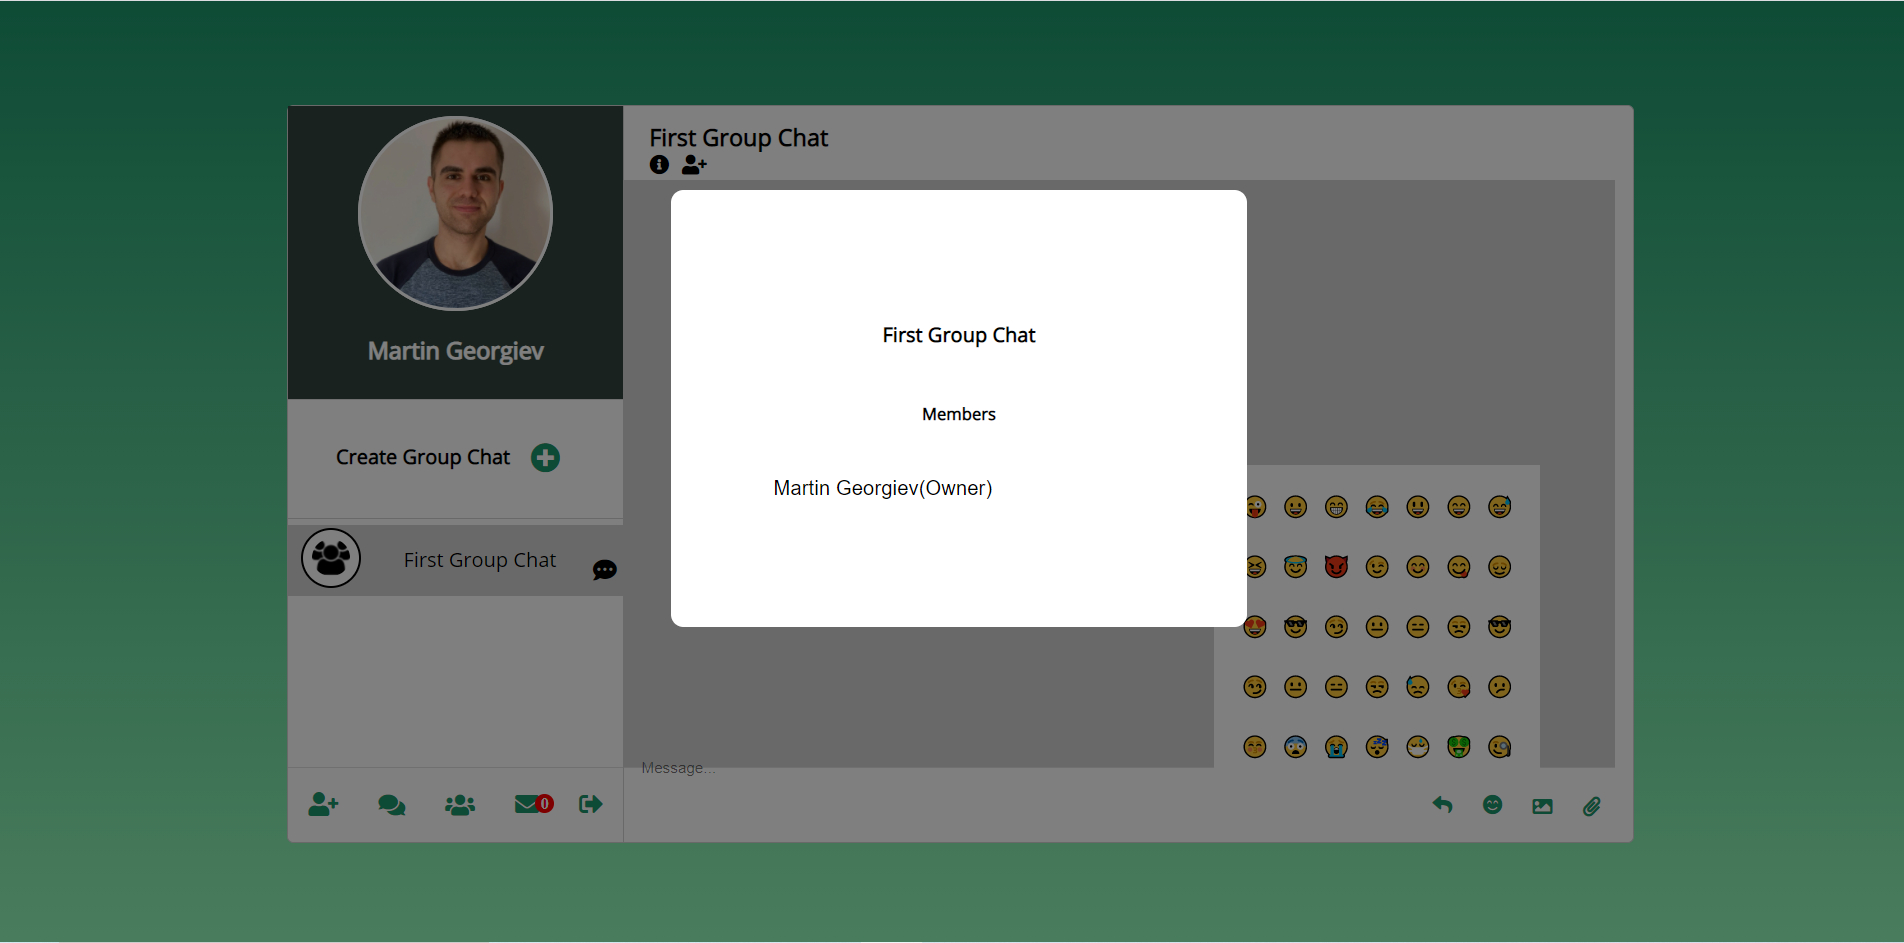 Martin Georgiev
Create Group Chat
First Group Chat
0
First Group Chat
First Group Chat
Members
Martin Georgiev(Owner)
Message...